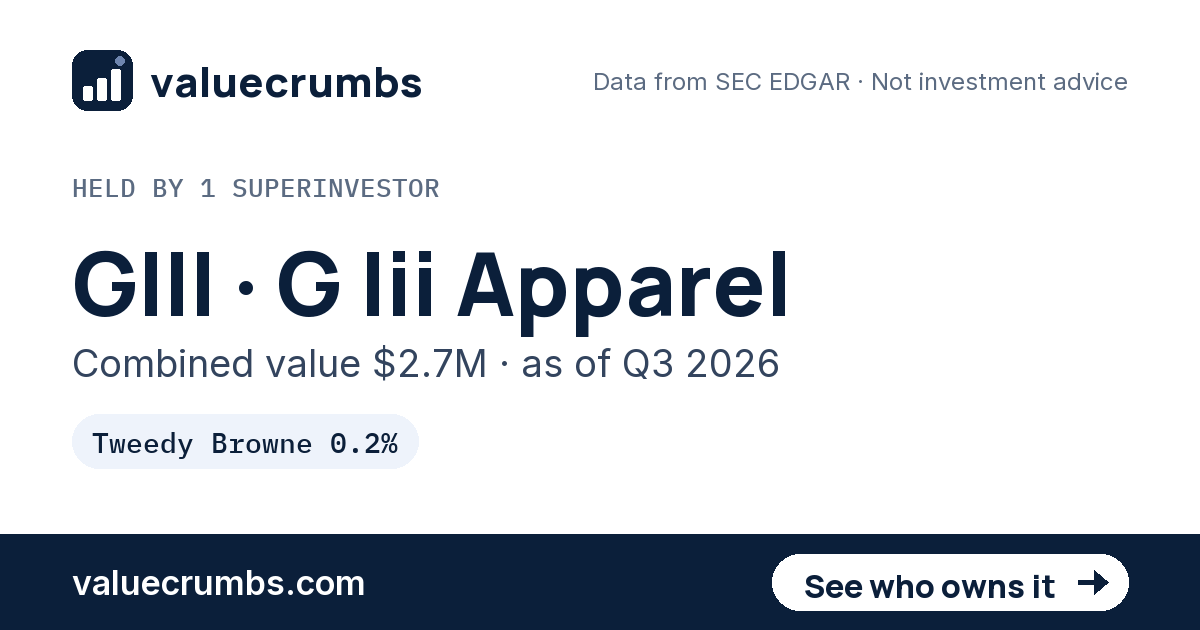 valuecrumbs
Data from SEC EDGAR · Not investment advice
HELD BY 1 SUPERINVESTOR
GIII · G Iii Apparel
Combined value $2.7M · as of Q3 2026
Tweedy Browne 0.2%
valuecrumbs.com
See who owns it →